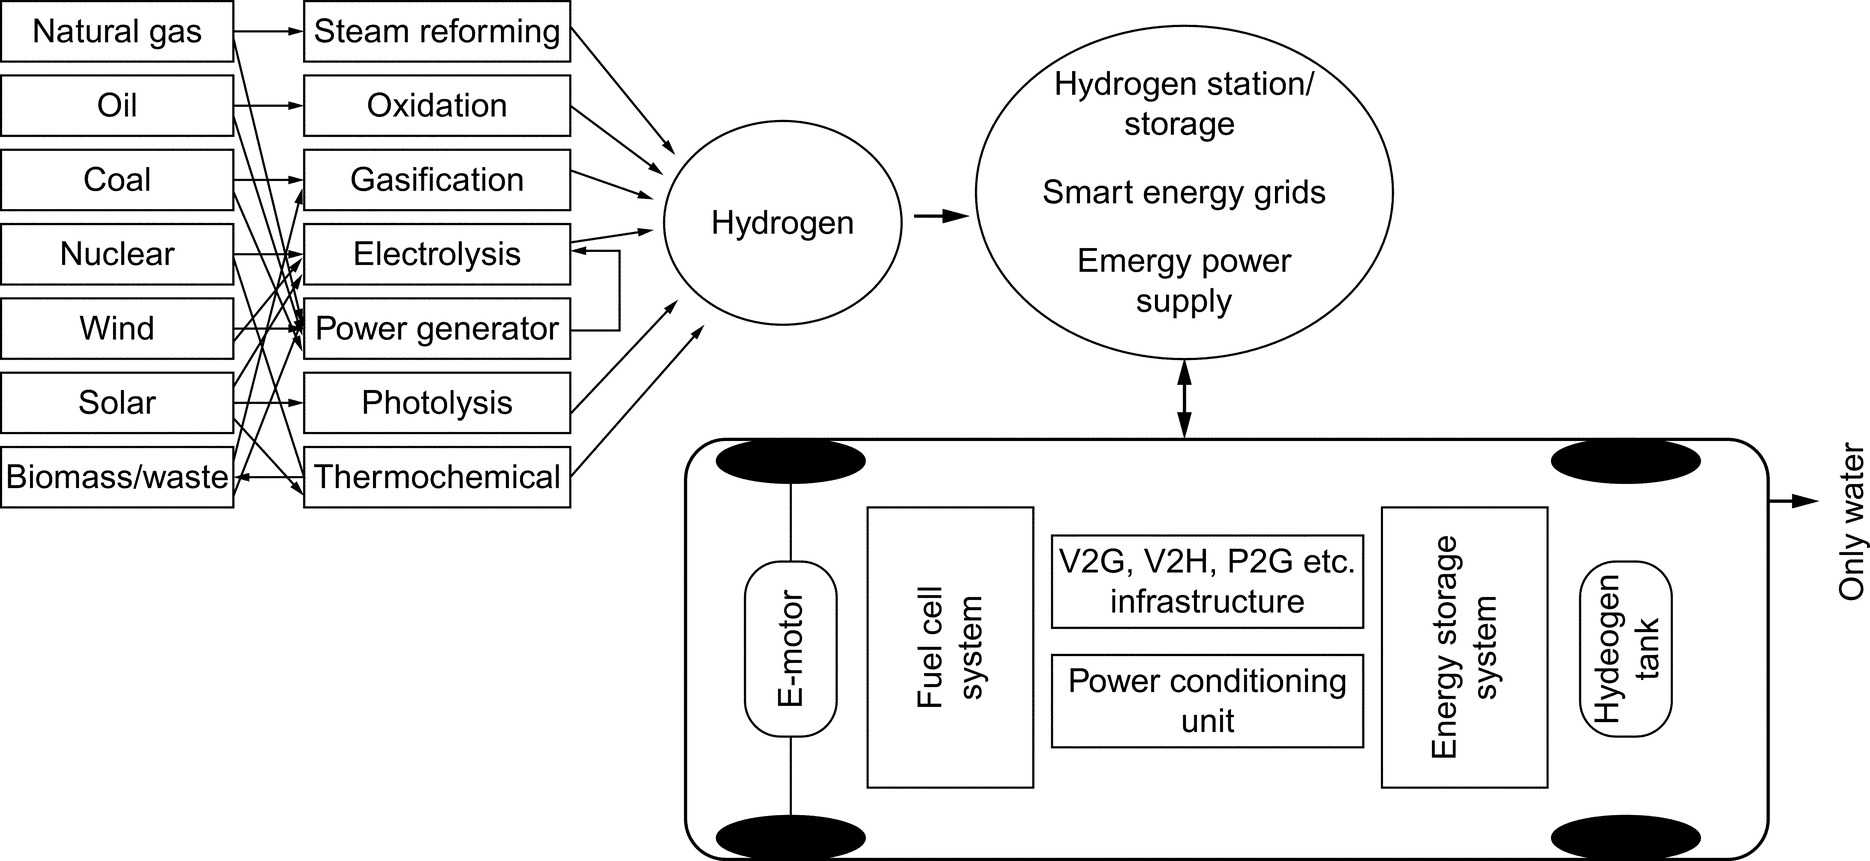 Natural gas
Steam reforming
Oil
Oxidation
Coal
Gasification
Nuclear
Electrolysis
Wind
Power generator
Solar
Photolysis
Biomass/waste
Thermochemical
Hydrogen
Hydrogen station/
storage
Smart energy grids
Emergy power
supply
E-motor
Fuel cell
system
V2G, V2H, P2G etc.
infrastructure
Power conditioning
unit
Energy storage
system
Hydeogen
tank
Only water